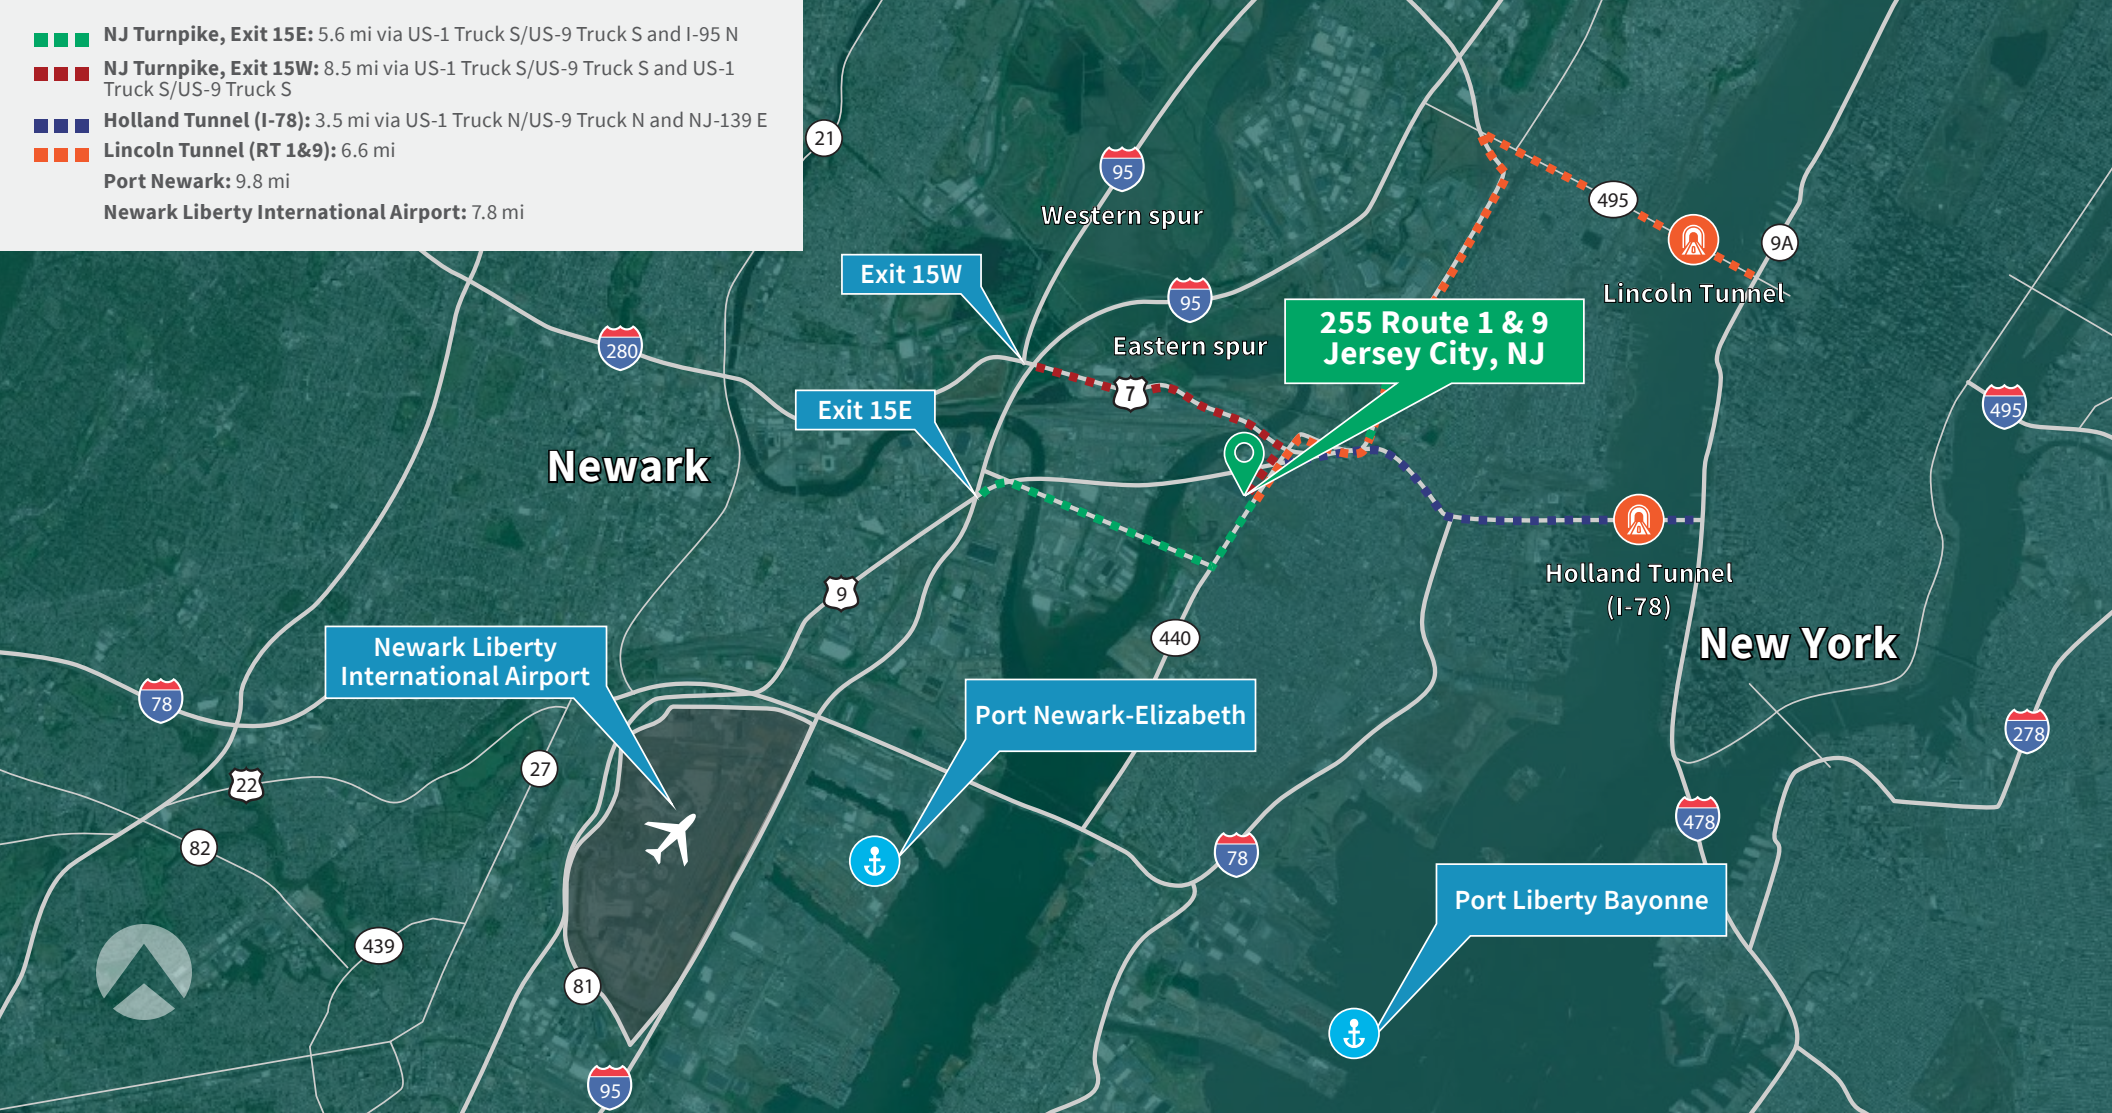 NJ Turnpike, Exit 15E: 5.6 mi via US-1 Truck S/US-9 Truck S and I-95 N
NJ Turnpike, Exit 15W: 8.5 mi via US-1 Truck S/US-9 Truck S and US-1
Truck S/US-9 Truck S
Holland Tunnel (I-78): 3.5 mi via US-1 Truck N/US-9 Truck N and NJ-139 E
Lincoln Tunnel (RT 1&9): 6.6 mi
Port Newark: 9.8 mi
Newark Liberty International Airport: 7.8 mi
21
95
Western spur
495
9A
Lincoln Tunnel
Exit 15W
95
Eastern spur
255 Route 1 & 9
Jersey City, NJ
280
7
Exit 15E
495
Newark
Holland Tunnel
(I-78)
9
440
New York
Newark Liberty
International Airport
78
Port Newark-Elizabeth
278
22
27
82
478
78
Port Liberty Bayonne
439
81
95